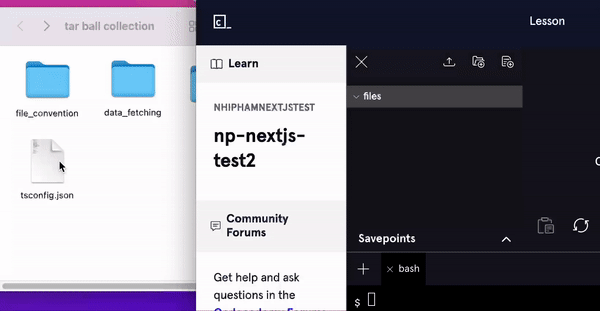 tar ball collection
file_convention
data_fetching
tsconfig.json
C_
Lesson
Learn
NHIPHAMNEXTJSTEST
np-nextjs-
test2
Community
Forums
Get help and ask
questions in the
files
Savepoints
bash
$